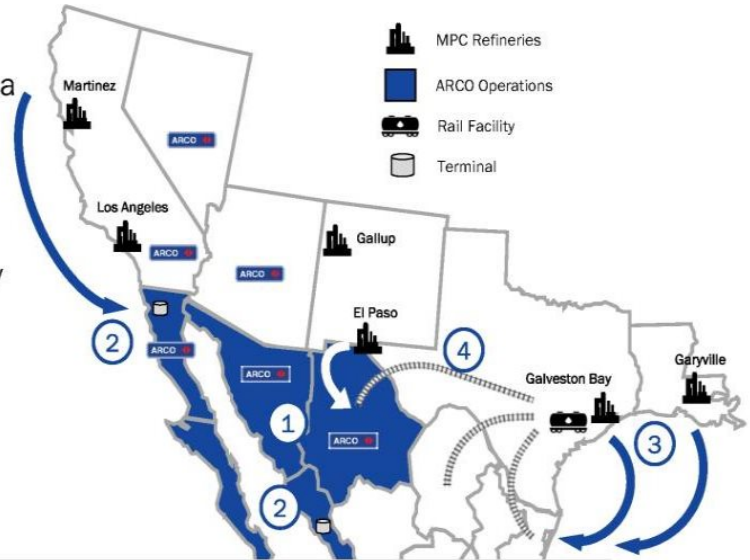 MPC Refineries
a
Martinez
ARCO Operations
Rail Facility
ARCO
Terminal
Los Angeles
Gallup
ARCO
ARCO
y
El Paso
2
4
ARCO
Garyville
Galveston Bay
ARCO
1
3
ARCO
2